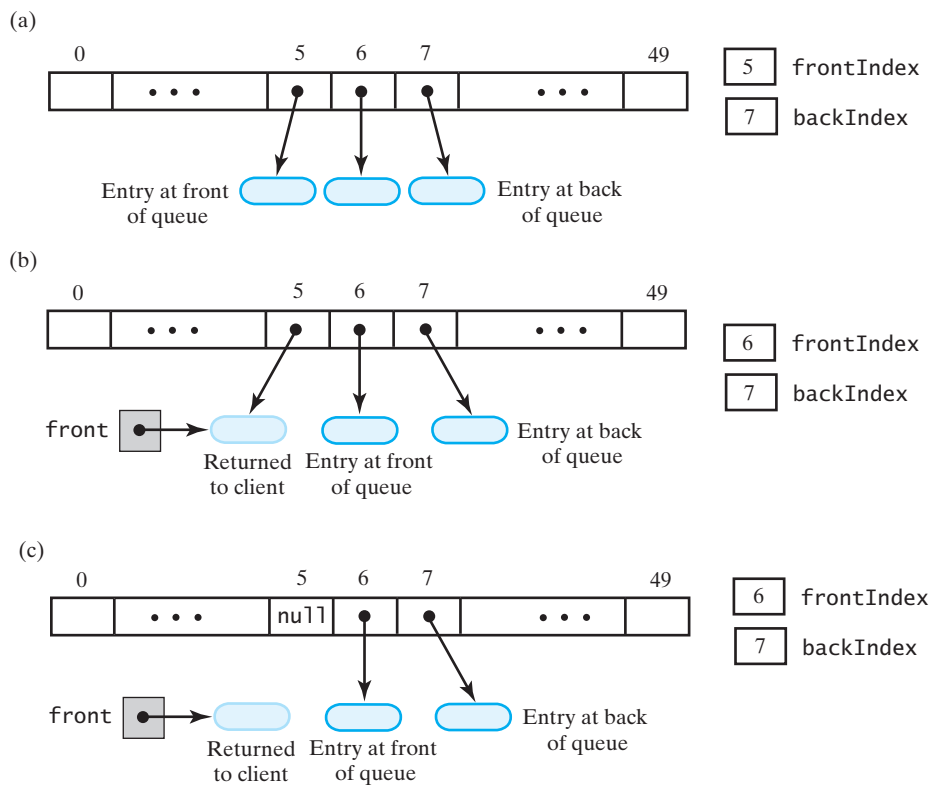 (a)
0 5 6 7 49
• • • • • •
5 frontIndex
7 backIndex
Entry at front
of queue
Entry at back
of queue
(b)
0 5 6 7 49
• • • • • •
6 frontIndex
7 backIndex
front
Returned
to client
Entry at front
of queue
Entry at back
of queue
(c)
0 5 6 7 49
• • • null • • •
6 frontIndex
7 backIndex
front
Returned
to client
Entry at front
of queue
Entry at back
of queue